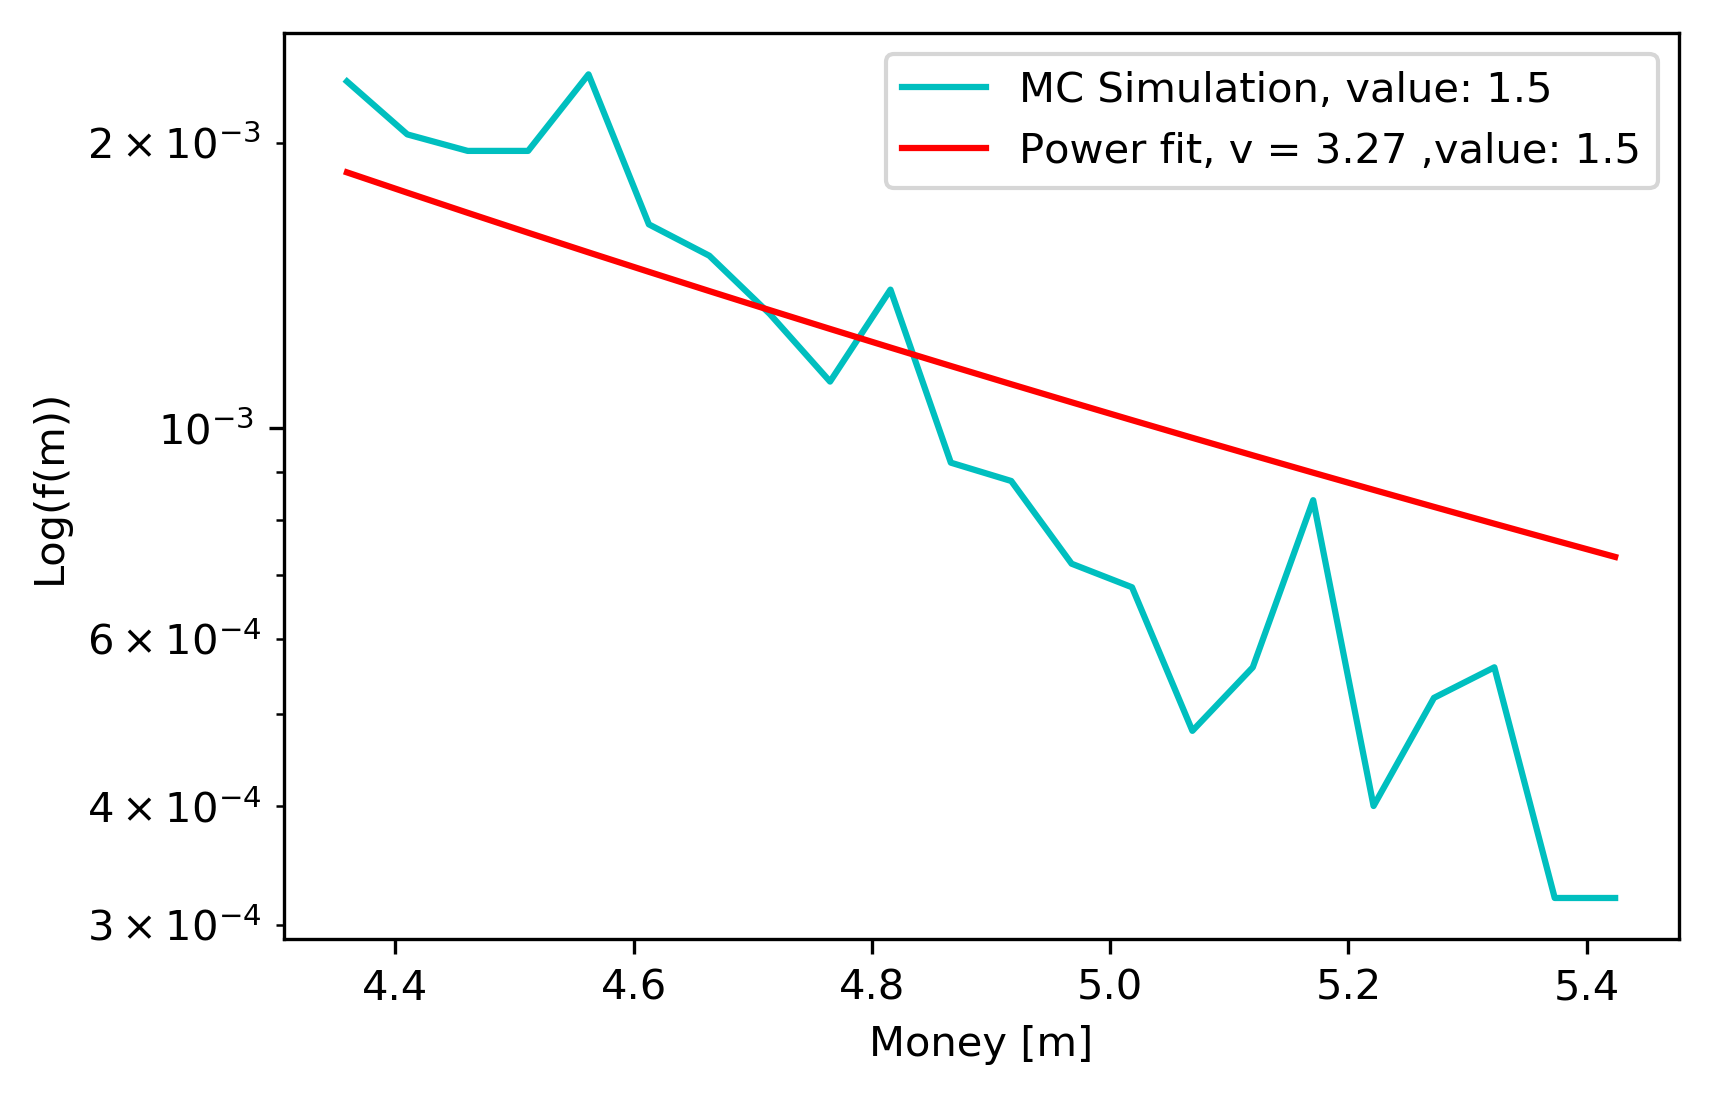 MC Simulation, value: 1.5
Power fit, v = 3.27 ,value: 1.5
Log(f(m))
2 × 10⁻³
10⁻³
6 × 10⁻⁴
4 × 10⁻⁴
3 × 10⁻⁴
4.4 4.6 4.8 5.0 5.2 5.4
Money [m]